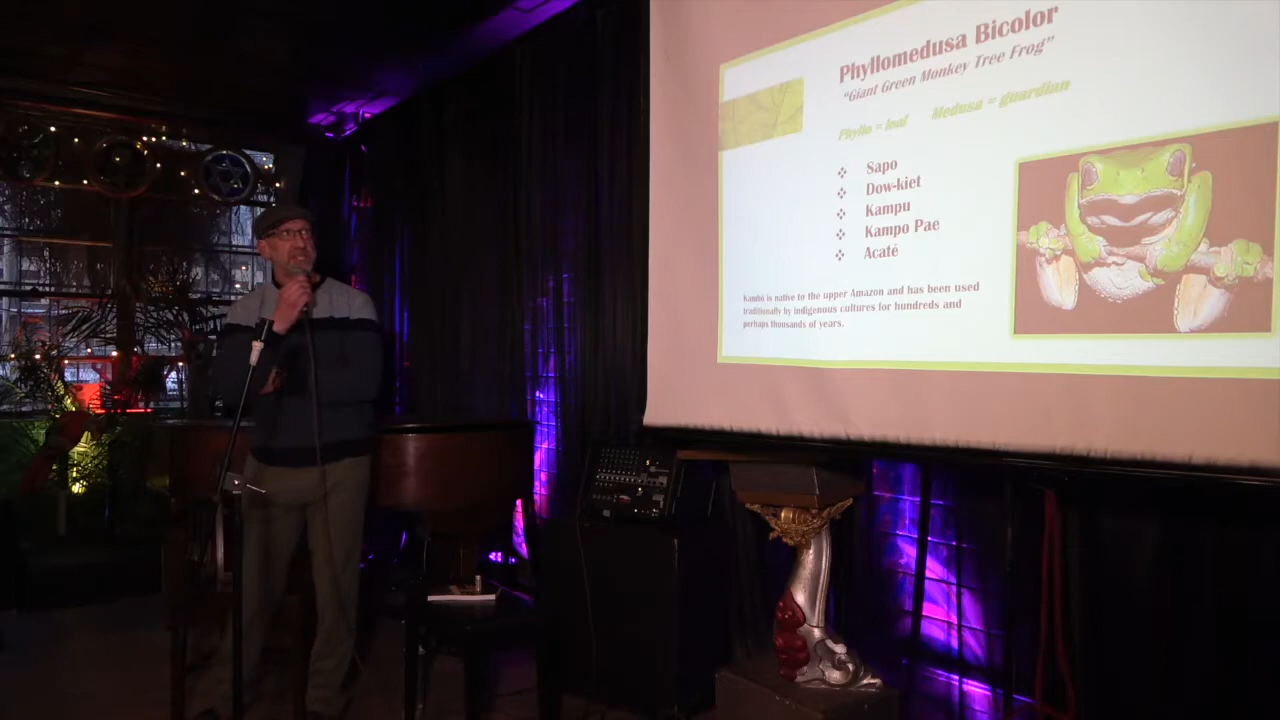 Phyllomedusa Bicolor
"Giant Green Monkey Tree Frog"
Phyllo = leaf Medusa = guardian
❖ Sapo
❖ Dow-kiet
❖ Kampu
❖ Kampo Pae
❖ Acaté
Kambô is native to the upper Amazon and has been used
traditionally by indigenous cultures for hundreds and
perhaps thousands of years.